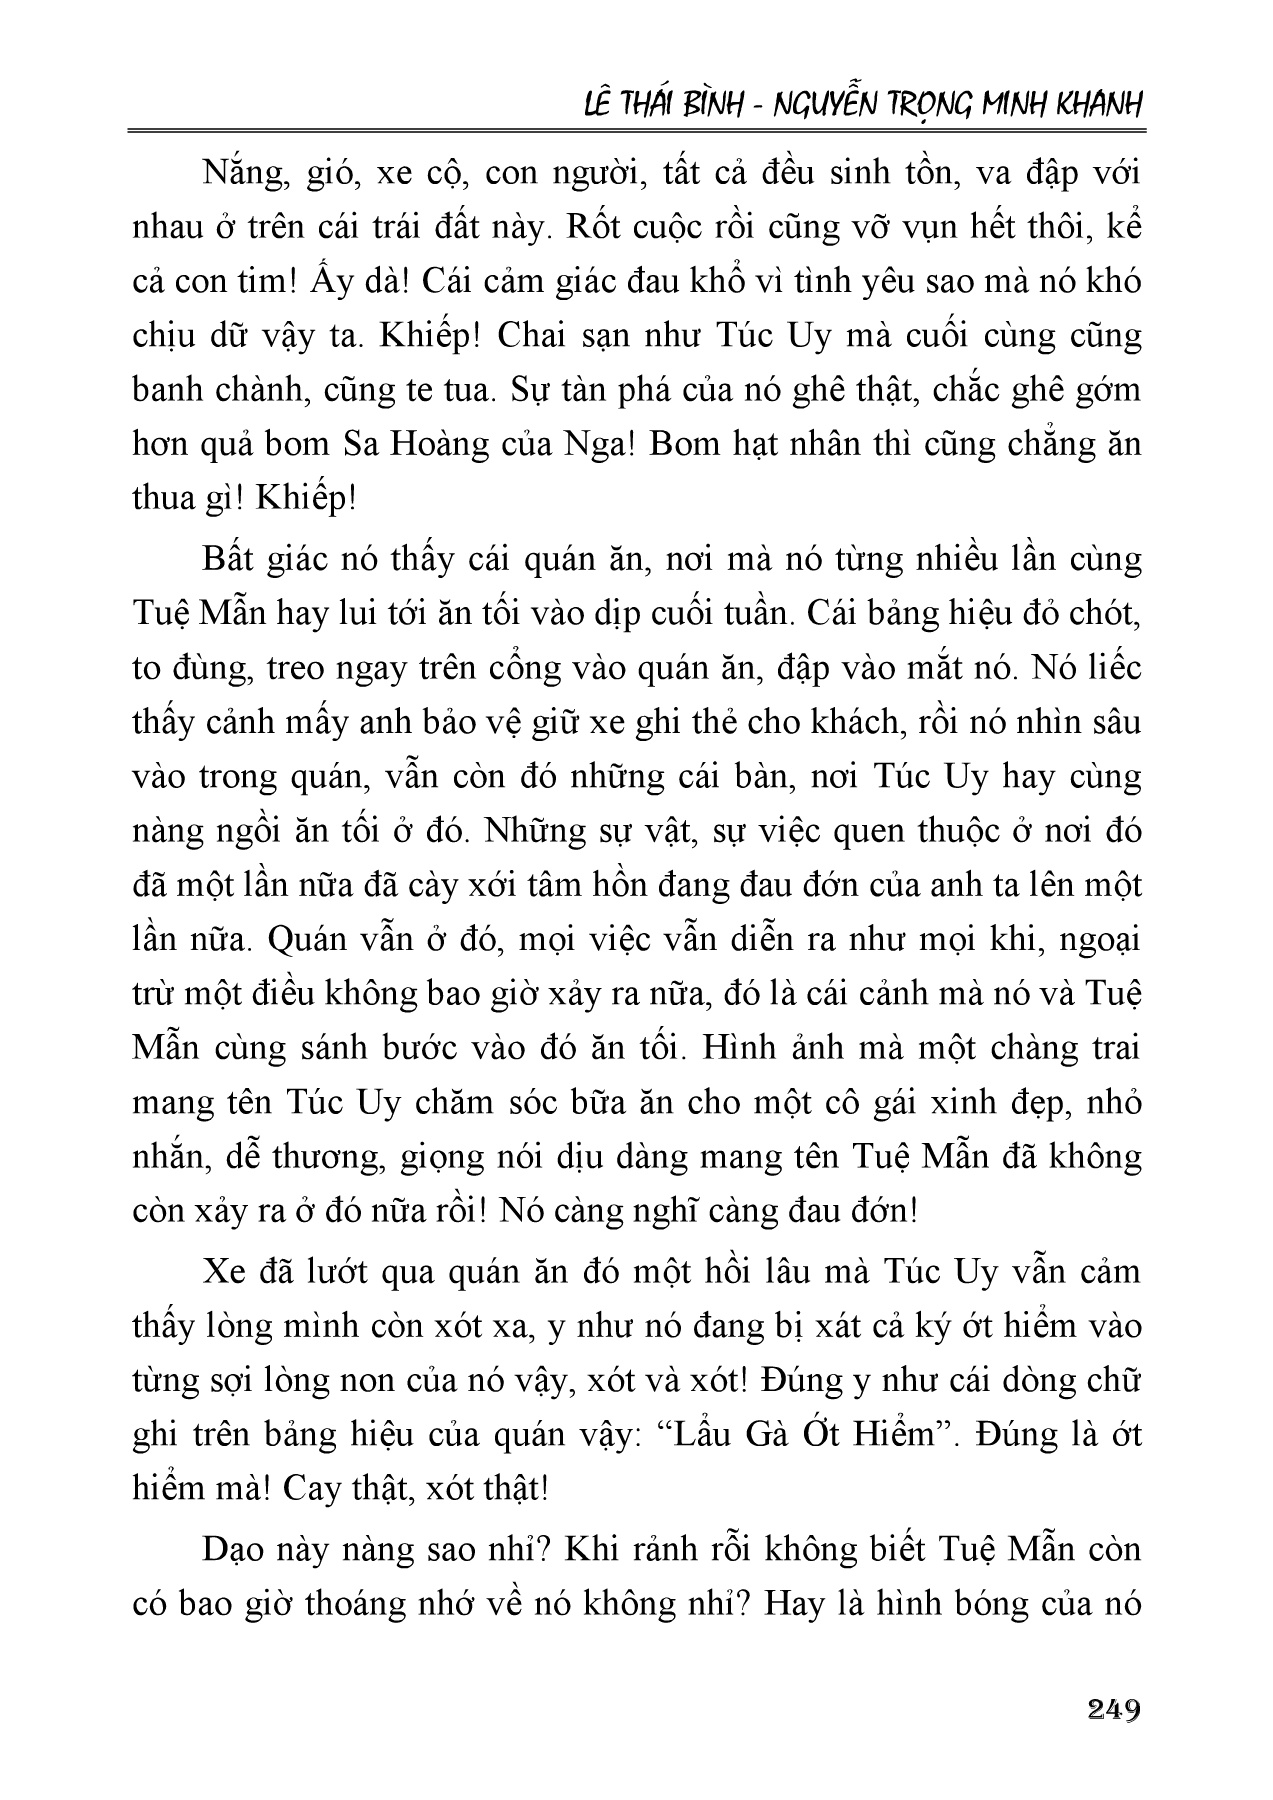 LÊ THÁI BÌNH - NGUYỄN TRỌNG MINH KHANH
Nắng, gió, xe cộ, con người, tất cả đều sinh tồn, va đập với
nhau ở trên cái trái đất này. Rốt cuộc rồi cũng vỡ vụn hết thôi, kể
cả con tim! Ấy dà! Cái cảm giác đau khổ vì tình yêu sao mà nó khó
chịu dữ vậy ta. Khiếp! Chai sạn như Túc Uy mà cuối cùng cũng
banh chành, cũng te tua. Sự tàn phá của nó ghê thật, chắc ghê gớm
hơn quả bom Sa Hoàng của Nga! Bom hạt nhân thì cũng chẳng ăn
thua gì! Khiếp!
Bất giác nó thấy cái quán ăn, nơi mà nó từng nhiều lần cùng
Tuệ Mẫn hay lui tới ăn tối vào dịp cuối tuần. Cái bảng hiệu đỏ chót,
to đùng, treo ngay trên cổng vào quán ăn, đập vào mắt nó. Nó liếc
thấy cảnh mấy anh bảo vệ giữ xe ghi thẻ cho khách, rồi nó nhìn sâu
vào trong quán, vẫn còn đó những cái bàn, nơi Túc Uy hay cùng
nàng ngồi ăn tối ở đó. Những sự vật, sự việc quen thuộc ở nơi đó
đã một lần nữa đã cày xới tâm hồn đang đau đớn của anh ta lên một
lần nữa. Quán vẫn ở đó, mọi việc vẫn diễn ra như mọi khi, ngoại
trừ một điều không bao giờ xảy ra nữa, đó là cái cảnh mà nó và Tuệ
Mẫn cùng sánh bước vào đó ăn tối. Hình ảnh mà một chàng trai
mang tên Túc Uy chăm sóc bữa ăn cho một cô gái xinh đẹp, nhỏ
nhắn, dễ thương, giọng nói dịu dàng mang tên Tuệ Mẫn đã không
còn xảy ra ở đó nữa rồi! Nó càng nghĩ càng đau đớn!
Xe đã lướt qua quán ăn đó một hồi lâu mà Túc Uy vẫn cảm
thấy lòng mình còn xót xa, y như nó đang bị xát cả ký ớt hiểm vào
từng sợi lòng non của nó vậy, xót và xót! Đúng y như cái dòng chữ
ghi trên bảng hiệu của quán vậy: “Lẩu Gà Ớt Hiểm”. Đúng là ớt
hiểm mà! Cay thật, xót thật!
Dạo này nàng sao nhỉ? Khi rảnh rỗi không biết Tuệ Mẫn còn
có bao giờ thoáng nhớ về nó không nhỉ? Hay là hình bóng của nó
249